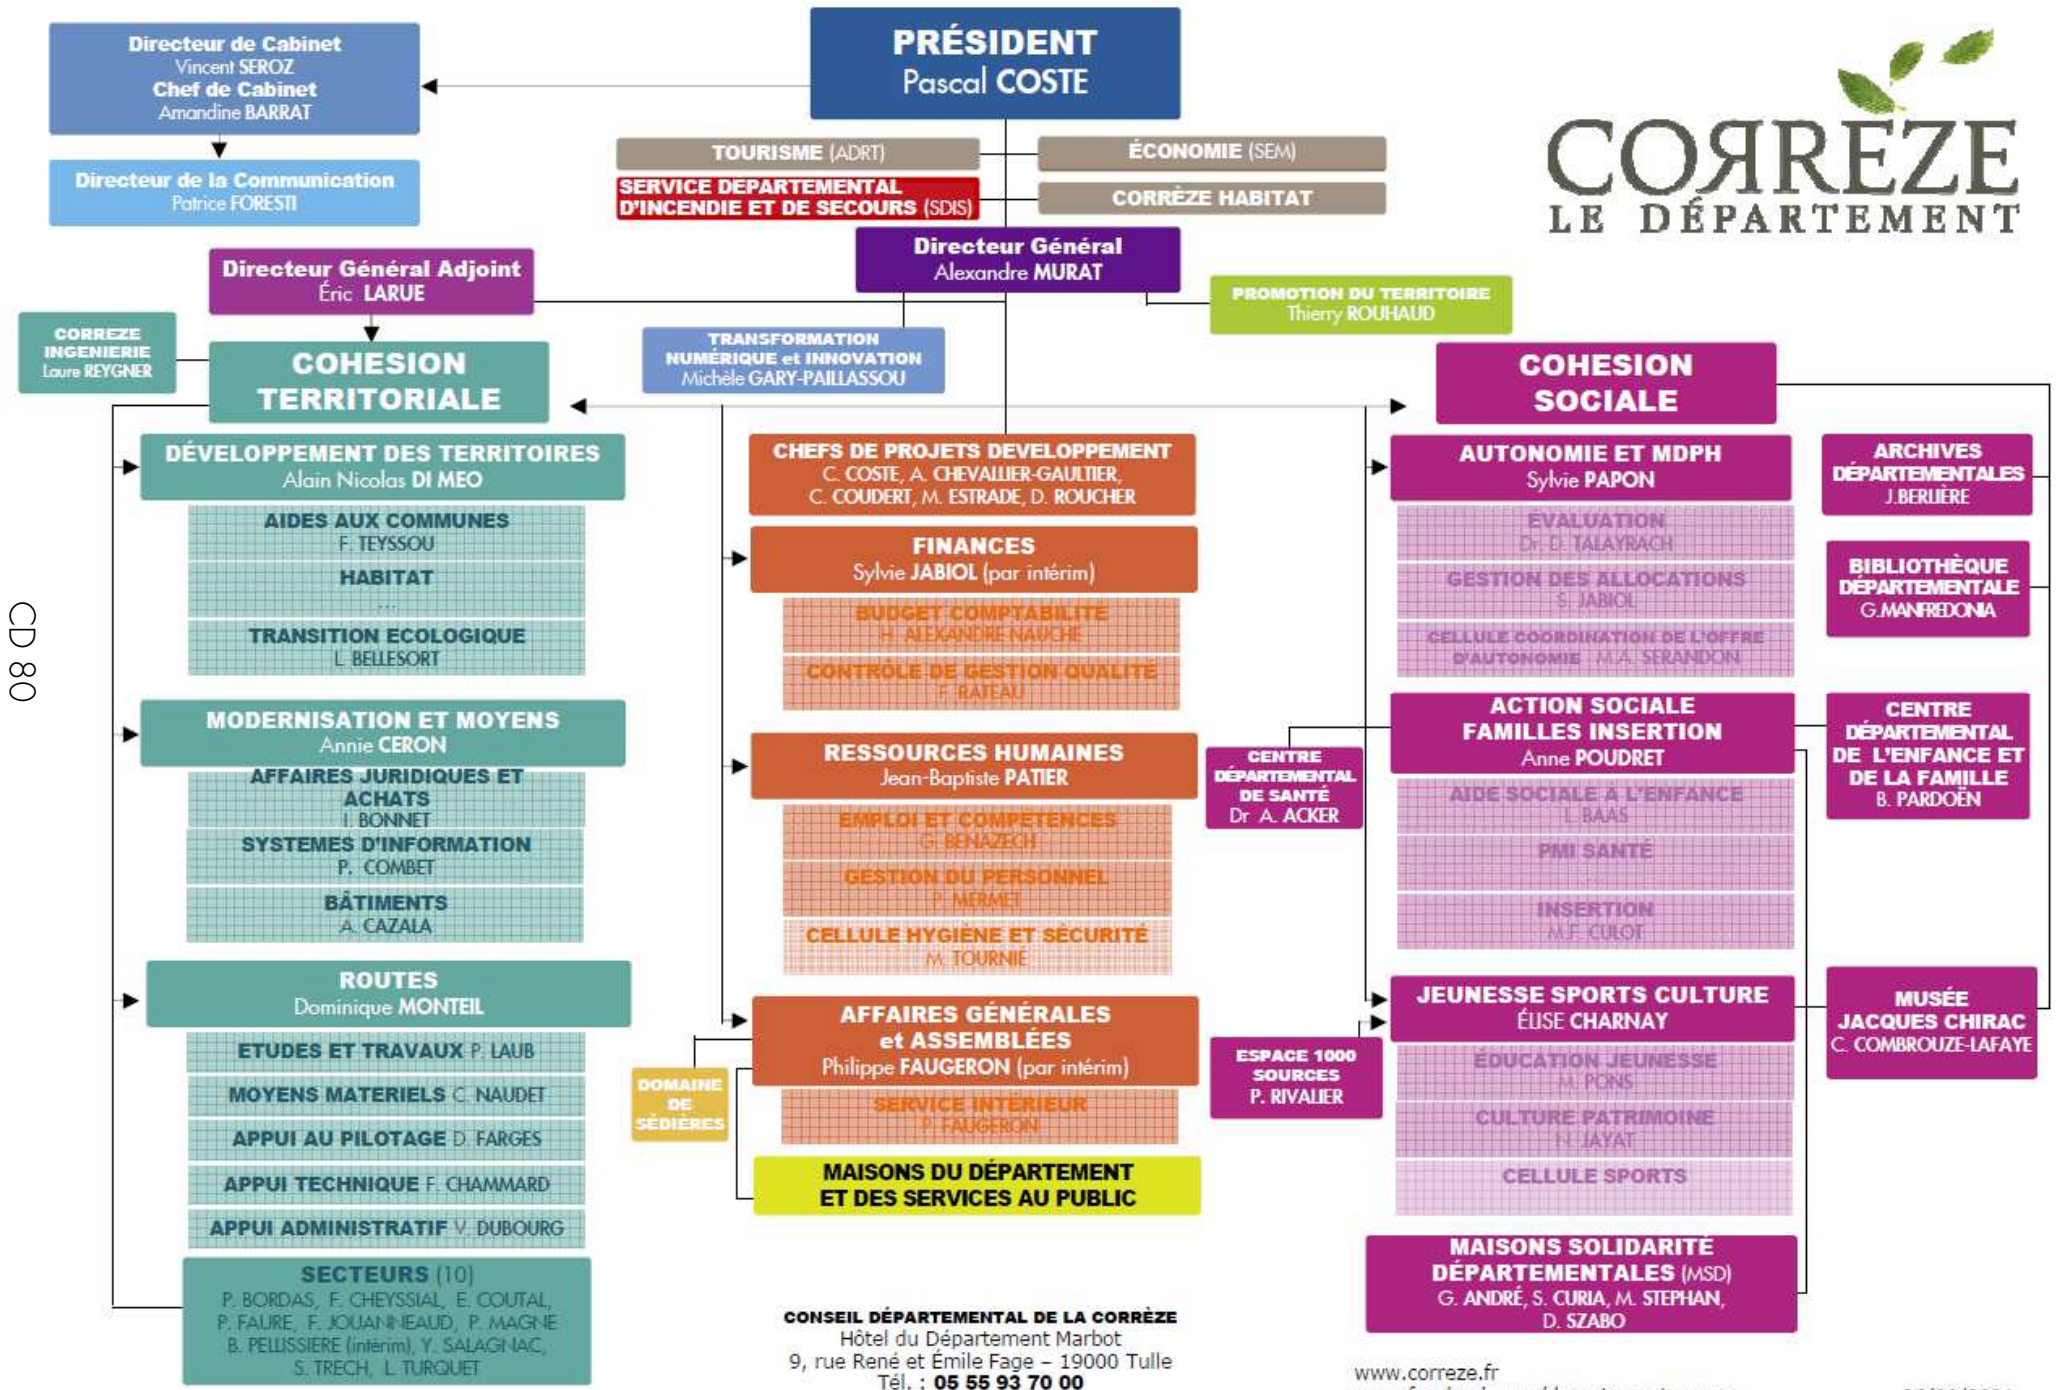 Directeur de Cabinet
Vincent SEROZ
Chef de Cabinet
Amandine BARRAT
Directeur de la Communication
Patrice FORESTI
PRÉSIDENT
Pascal COSTE
TOURISME (ADRT)
ÉCONOMIE (SEM)
SERVICE DÉPARTEMENTAL
D'INCENDIE ET DE SECOURS (SDIS)
CORRÈZE HABITAT
CORRÈZE
LE DÉPARTEMENT
Directeur Général
Alexandre MURAT
Directeur Général Adjoint
Éric LARUE
PROMOTION DU TERRITOIRE
Thierry ROUHAUD
CORREZE
INGENIERIE
Laure REYGNER
COHESION
TERRITORIALE
TRANSFORMATION
NUMÉRIQUE et INNOVATION
Michèle GARY-PAILLASSOU
COHESION
SOCIALE
DÉVELOPPEMENT DES TERRITOIRES
Alain Nicolas DI MEO
AIDES AUX COMMUNES
F. TEYSSOU
HABITAT
...
TRANSITION ECOLOGIQUE
L. BELLESORT
MODERNISATION ET MOYENS
Annie CERON
AFFAIRES JURIDIQUES ET
ACHATS
I. BONNET
SYSTEMES D'INFORMATION
P. COMBET
BÂTIMENTS
A. CAZALA
ROUTES
Dominique MONTEIL
ETUDES ET TRAVAUX P. LAUB
MOYENS MATERIELS C. NAUDET
APPUI AU PILOTAGE D. FARGES
APPUI TECHNIQUE F. CHAMMARD
APPUI ADMINISTRATIF V. DUBOURG
SECTEURS (10)
P. BORDAS, F. CHEYSSIAL, E. COUTAL,
P. FAURE, F. JOUANNEAUD, P. MAGNE
B. PELISSIERE (intérim), Y. SALAGNAC,
S. TRECH, L. TURQUET
CHEFS DE PROJETS DEVELOPPEMENT
C. COSTE, A. CHEVALLIER-GAULTIER,
C. COUDERT, M. ESTRADE, D. ROUCHER
FINANCES
Sylvie JABIOL (par intérim)
BUDGET COMPTABILITÉ
H. ALEXANDRE NAUCHE
CONTRÔLE DE GESTION QUALITÉ
F. RATEAU
RESSOURCES HUMAINES
Jean-Baptiste PATIER
EMPLOI ET COMPÉTENCES
G. BENAZECH
GESTION DU PERSONNEL
P. MERMET
CELLULE HYGIÈNE ET SÉCURITÉ
M. TOURNIÉ
AFFAIRES GÉNÉRALES
et ASSEMBLÉES
Philippe FAUGERON (par intérim)
DOMAINE
DE
SÉDIÈRES
SERVICE INTÉRIEUR
P. FAUGERON
MAISONS DU DÉPARTEMENT
ET DES SERVICES AU PUBLIC
AUTONOMIE ET MDPH
Sylvie PAPON
EVALUATION
Dr. D. TALAYRACH
GESTION DES ALLOCATIONS
S. JABIOL
CELLULE COORDINATION DE L'OFFRE
D'AUTONOMIE M.A. SERANDON
ACTION SOCIALE
FAMILLES INSERTION
Anne POUDRET
CENTRE
DÉPARTEMENTAL
DE SANTÉ
Dr A. ACKER
AIDE SOCIALE A L'ENFANCE
L. BAAS
PMI SANTÉ
...
INSERTION
M.F. CULOT
JEUNESSE SPORTS CULTURE
ÉLISE CHARNAY
ESPACE 1000
SOURCES
P. RIVALIER
ÉDUCATION JEUNESSE
M. PONS
CULTURE PATRIMOINE
N. JAYAT
CELLULE SPORTS
MAISONS SOLIDARITÉ
DÉPARTEMENTALES (MSD)
G. ANDRÉ, S. CURIA, M. STEPHAN,
D. SZABO
ARCHIVES
DÉPARTEMENTALES
J.BERLIÈRE
BIBLIOTHÈQUE
DÉPARTEMENTALE
G.MANFREDONIA
CENTRE
DÉPARTEMENTAL
DE L'ENFANCE ET
DE LA FAMILLE
B. PARDOËN
MUSÉE
JACQUES CHIRAC
C. COMBROUZE-LAFAYE
CONSEIL DÉPARTEMENTAL DE LA CORRÈZE
Hôtel du Département Marbot
9, rue René et Émile Fage – 19000 Tulle
Tél. : 05 55 93 70 00
www.correze.fr
CD 80